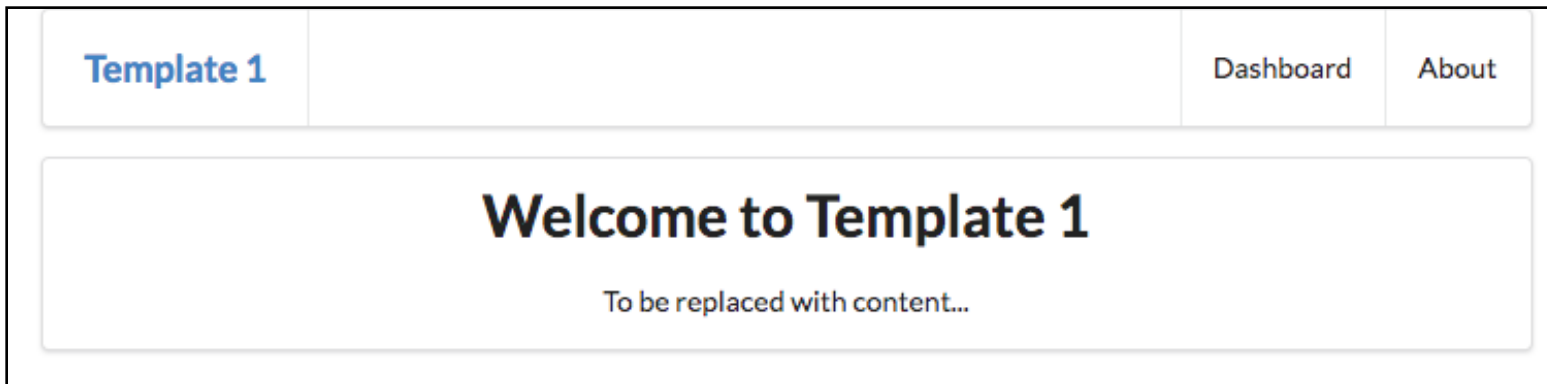 Template 1 Dashboard About
Welcome to Template 1
To be replaced with content...